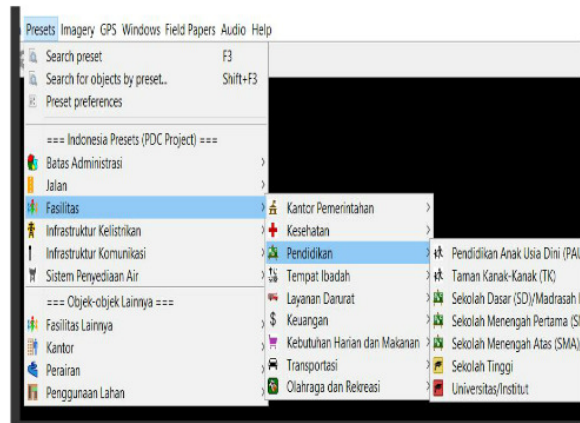 Presets Imagery GPS Windows Field Papers Audio Help
Search preset F3
Search for objects by preset.. Shift+F3
Preset preferences
=== Indonesia Presets (PDC Project) ===
Batas Administrasi
Jalan
Fasilitas
Infrastruktur Kelistrikan
Infrastruktur Komunikasi
Sistem Penyediaan Air
=== Objek-objek Lainnya ===
Fasilitas Lainnya
Kantor
Perairan
Penggunaan Lahan
Kantor Pemerintahan
Kesehatan
Pendidikan
Tempat Ibadah
Layanan Darurat
Keuangan
Kebutuhan Harian dan Makanan
Transportasi
Olahraga dan Rekreasi
Pendidikan Anak Usia Dini (PAU
Taman Kanak-Kanak (TK)
Sekolah Dasar (SD)/Madrasah
Sekolah Menengah Pertama (S
Sekolah Menengah Atas (SMA)
Sekolah Tinggi
Universitas/Institut